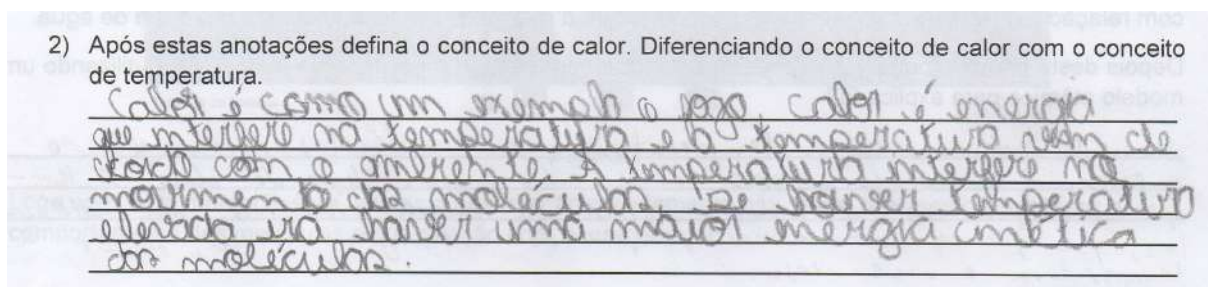 2) Após estas anotações defina o conceito de calor. Diferenciando o conceito de calor com o conceito
de temperatura.
Calor é como um exemplo o fogo, calor é energia
que interfere na temperatura e a temperatura vem de
com o ambiente. A temperatura interfere no
movimento das moléculas se houver temperatura
elevada irá haver uma maior energia cinética
das moléculas.